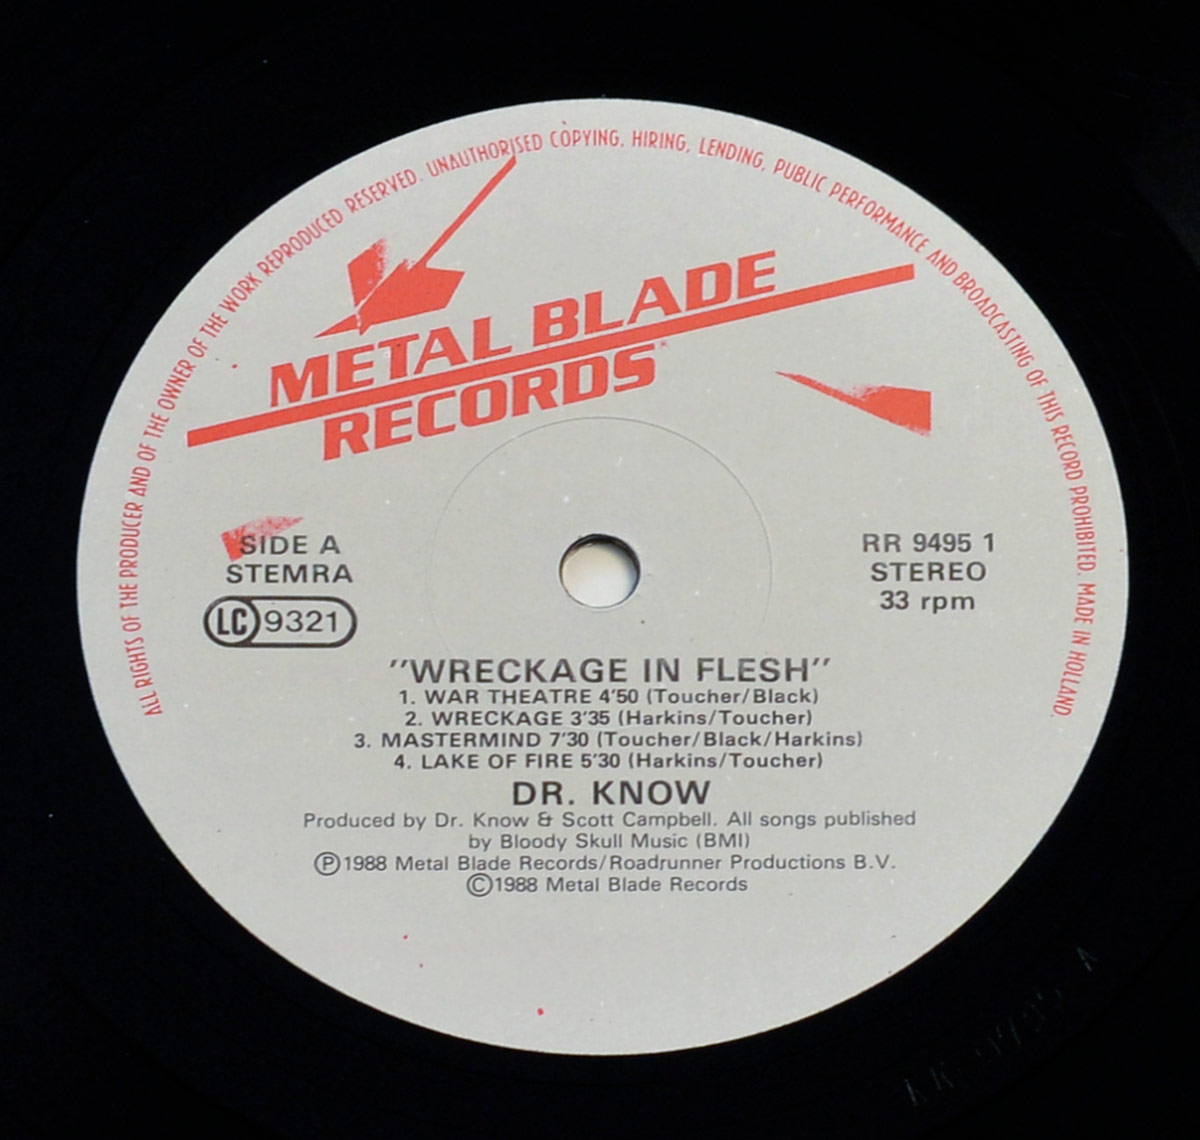 ALL RIGHTS OF THE PRODUCER AND OF THE OWNER OF THE WORK REPRODUCED RESERVED. UNAUTHORISED COPYING, HIRING, LENDING, PUBLIC PERFORMANCE AND BROADCASTING OF THIS RECORD PROHIBITED. MADE IN HOLLAND.
METAL BLADE
RECORDS
SIDE A
STEMRA
LC 9321
RR 9495 1
STEREO
33 rpm
"WRECKAGE IN FLESH"
1. WAR THEATRE 4'50 (Toucher/Black)
2. WRECKAGE 3'35 (Harkins/Toucher)
3. MASTERMIND 7'30 (Toucher/Black/Harkins)
4. LAKE OF FIRE 5'30 (Harkins/Toucher)
DR. KNOW
Produced by Dr. Know & Scott Campbell. All songs published
by Bloody Skull Music (BMI)
Ⓟ1988 Metal Blade Records/Roadrunner Productions B.V.
©1988 Metal Blade Records